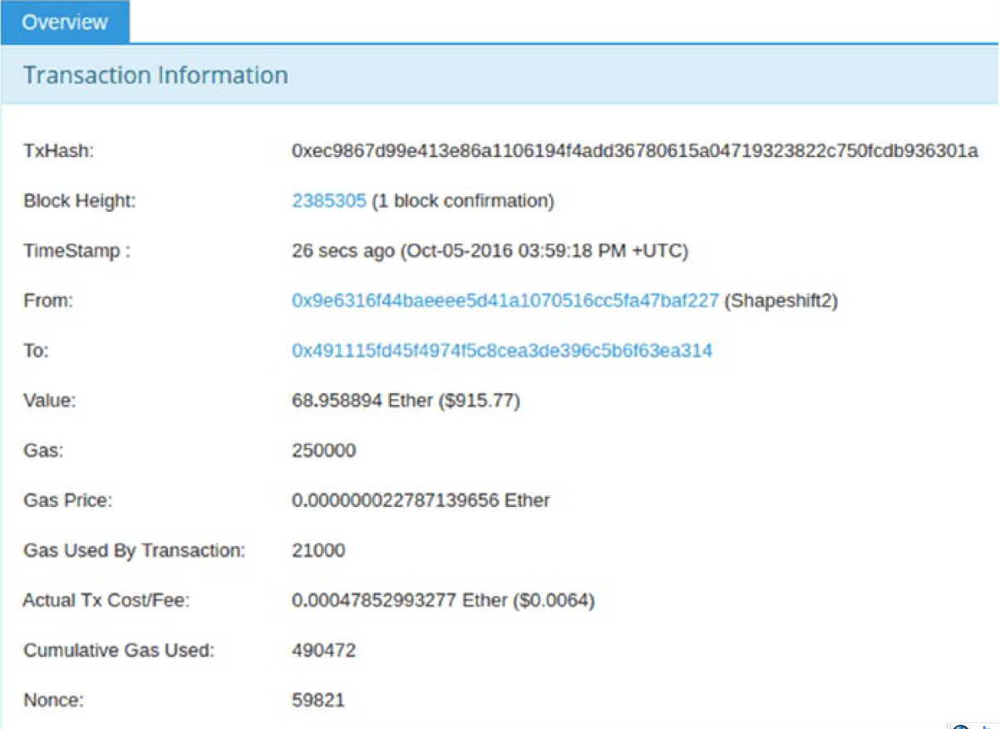 Overview
Transaction Information
TxHash: 0xec9867d99e413e86a1106194f4add36780615a04719323822c750fcdb936301a
Block Height: 2385305 (1 block confirmation)
TimeStamp : 26 secs ago (Oct-05-2016 03:59:18 PM +UTC)
From: 0x9e6316f44baeeee5d41a1070516cc5fa47baf227 (Shapeshift2)
To: 0x491115fd45f4974f5c8cea3de396c5b6f63ea314
Value: 68.958894 Ether ($915.77)
Gas: 250000
Gas Price: 0.000000022787139656 Ether
Gas Used By Transaction: 21000
Actual Tx Cost/Fee: 0.00047852993277 Ether ($0.0064)
Cumulative Gas Used: 490472
Nonce: 59821